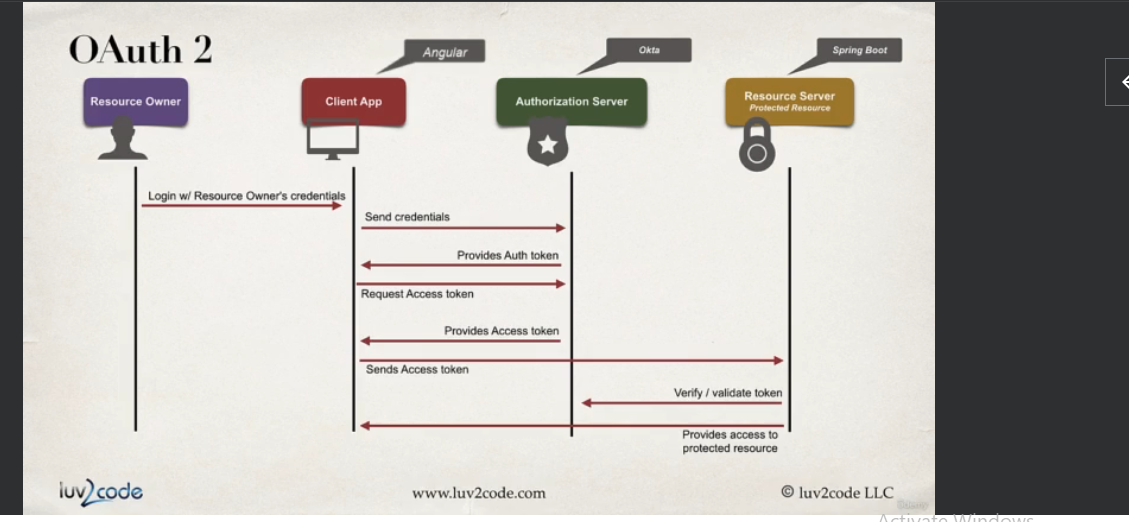 OAuth 2
Angular
Okta
Spring Boot
Resource Owner
Client App
Authorization Server
Resource Server
Protected Resource
Login w/ Resource Owner's credentials
Send credentials
Provides Auth token
Request Access token
Provides Access token
Sends Access token
Verify / validate token
Provides access to
protected resource
luv2code
www.luv2code.com
© luv2code LLC
Activate Windows